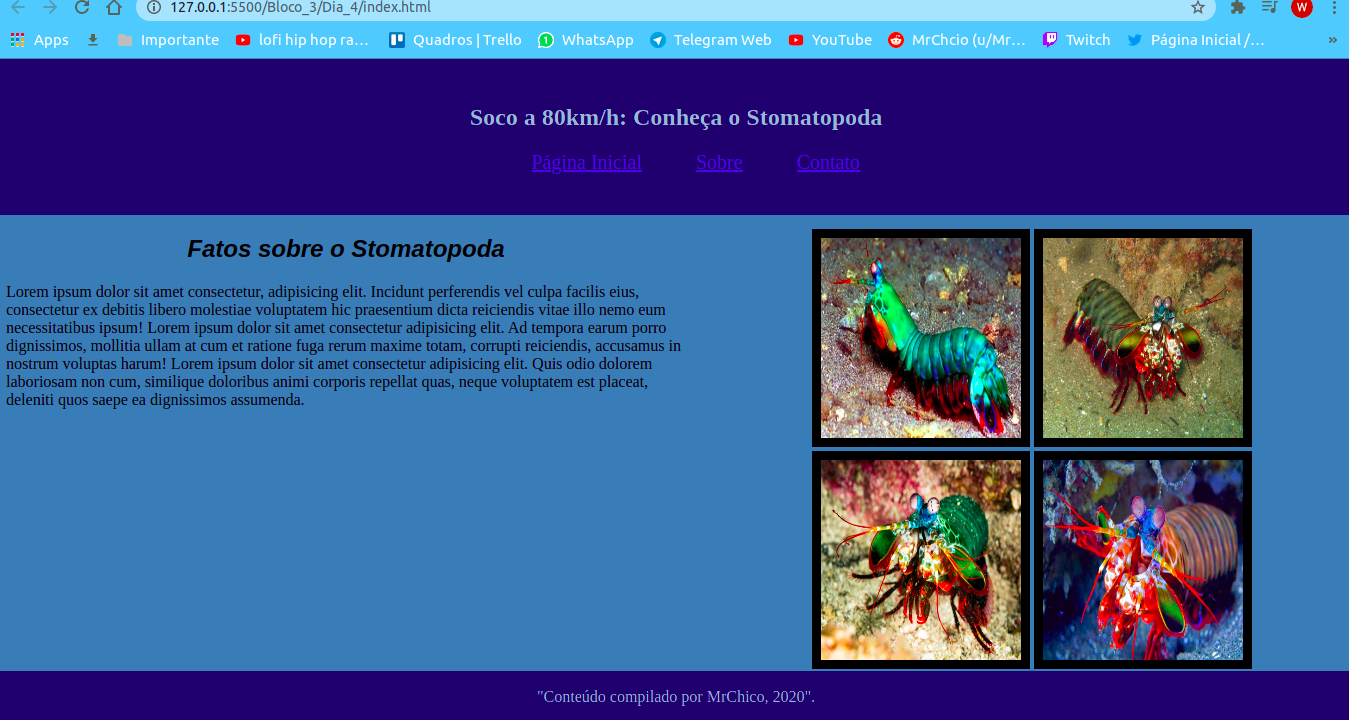 127.0.0.1:5500/Bloco_3/Dia_4/index.html
W
Apps Importante lofi hip hop ra… Quadros | Trello WhatsApp Telegram Web YouTube MrChcio (u/Mr… Twitch Página Inicial /… »
Soco a 80km/h: Conheça o Stomatopoda
Página Inicial Sobre Contato
Fatos sobre o Stomatopoda
Lorem ipsum dolor sit amet consectetur, adipisicing elit. Incidunt perferendis vel culpa facilis eius,
consectetur ex debitis libero molestiae voluptatem hic praesentium dicta reiciendis vitae illo nemo eum
necessitatibus ipsum! Lorem ipsum dolor sit amet consectetur adipisicing elit. Ad tempora earum porro
dignissimos, mollitia ullam at cum et ratione fuga rerum maxime totam, corrupti reiciendis, accusamus in
nostrum voluptas harum! Lorem ipsum dolor sit amet consectetur adipisicing elit. Quis odio dolorem
laboriosam non cum, similique doloribus animi corporis repellat quas, neque voluptatem est placeat,
deleniti quos saepe ea dignissimos assumenda.
"Conteúdo compilado por MrChico, 2020".